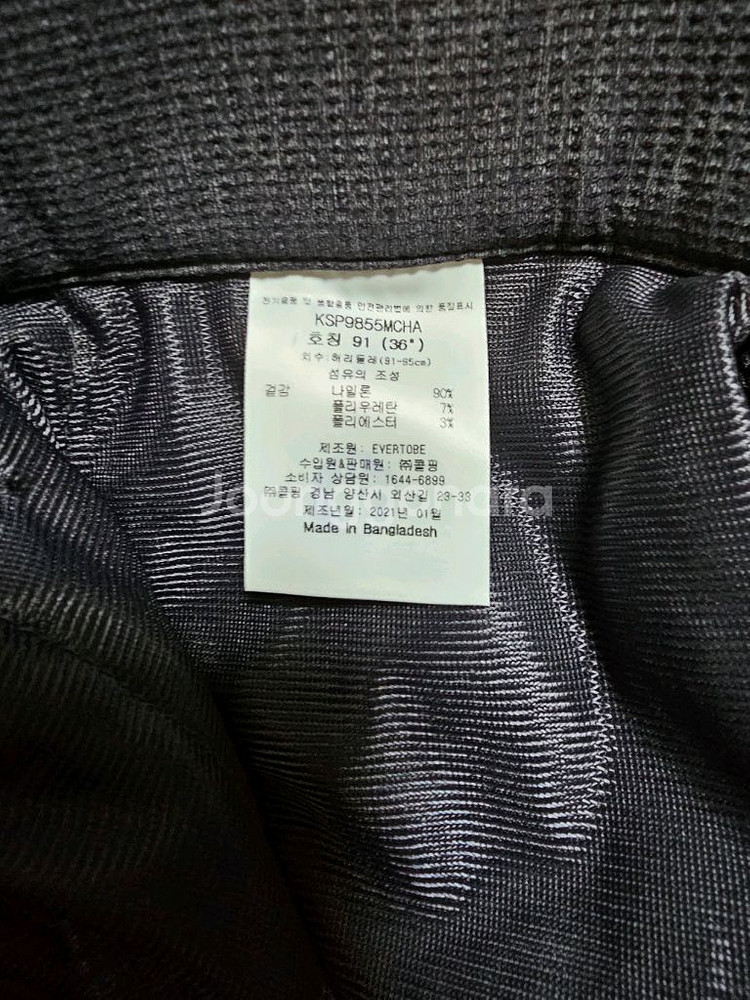 전기용품 및 생활용품 안전관리법에 의한 품질표시
KSP9855MCHA
호칭 91 (36")
치수:허리둘레(91-95cm)
섬유의 조성
겉감 나일론 90%
폴리우레탄 7%
폴리에스터 3%
제조원 : EVERTOBE
수입원&판매원 : ㈜콜핑
소비자 상담원 : 1644-6899
㈜콜핑 경남 양산시 외산길 23-33
제조년월 : 2021년 01월
Made in Bangladesh